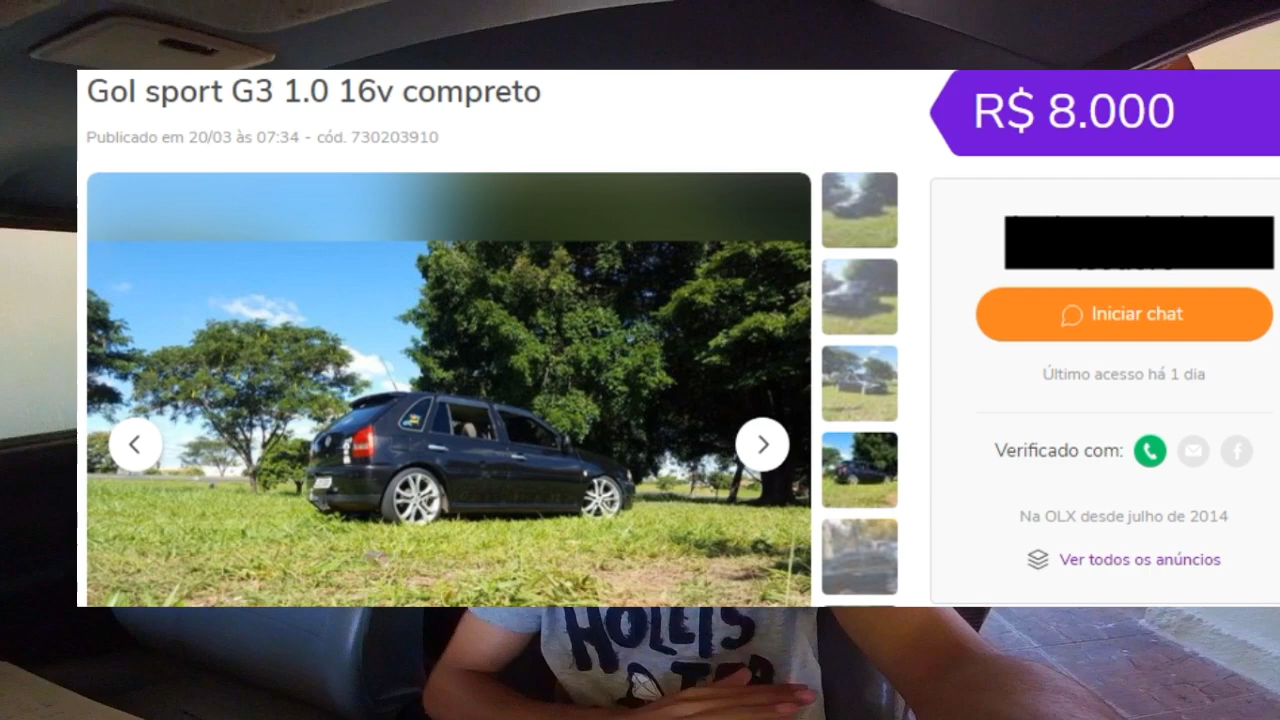 Gol sport G3 1.0 16v compreto
Publicado em 20/03 às 07:34 - cód. 730203910
R$ 8.000
Iniciar chat
Último acesso há 1 dia
Verificado com:
Na OLX desde julho de 2014
Ver todos os anúncios
HOLLIS